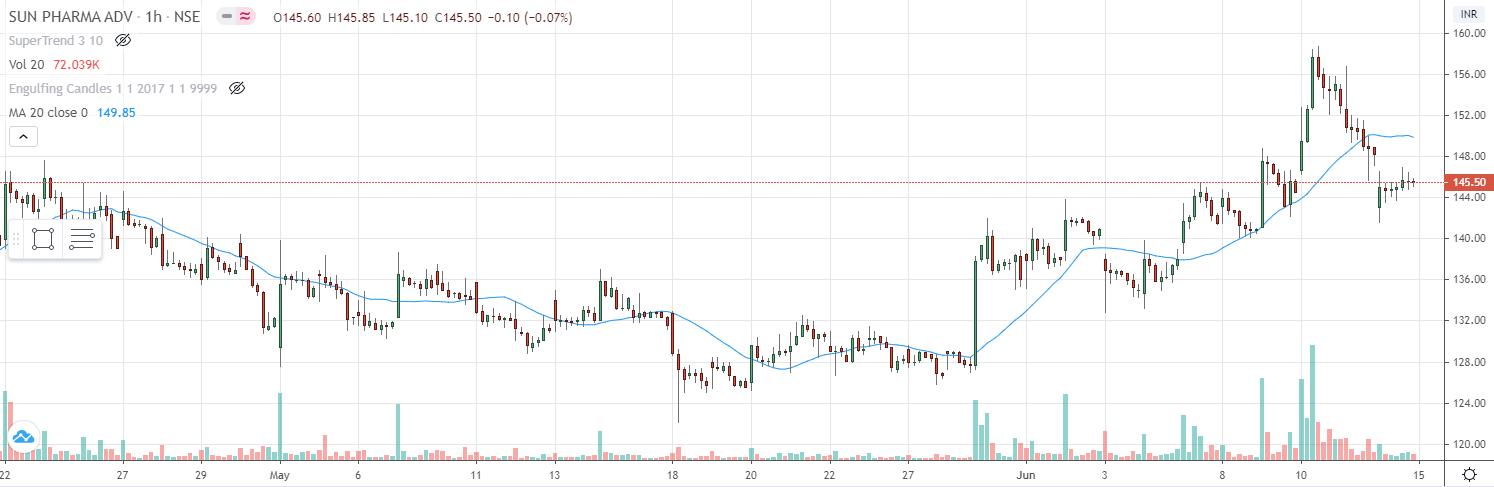 SUN PHARMA ADV · 1h · NSE O145.60 H145.85 L145.10 C145.50 −0.10 (−0.07%)
INR
SuperTrend 3 10
Vol 20 72.039K
Engulfing Candles 1 1 2017 1 1 9999
MA 20 close 0 149.85
160.00
156.00
152.00
148.00
145.50
144.00
140.00
136.00
132.00
128.00
124.00
120.00
22 27 29 May 6 11 13 18 20 22 27 Jun 3 8 10 15